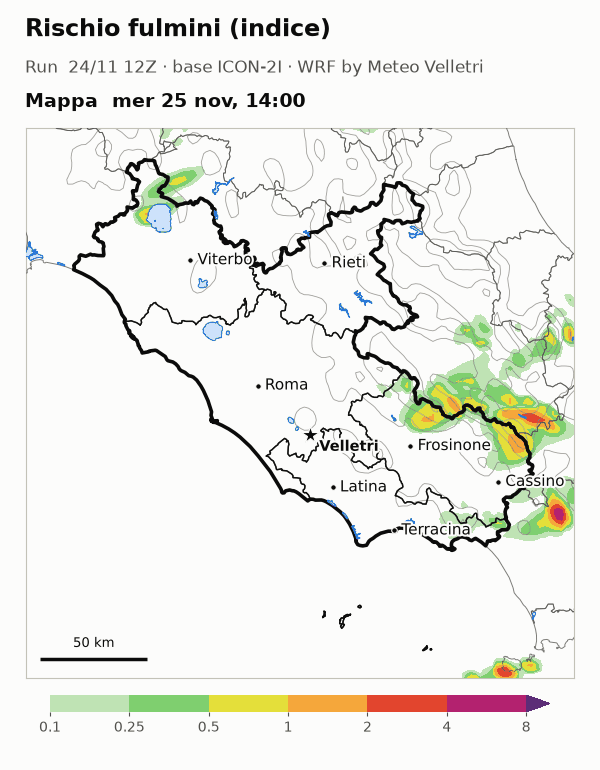 Rischio fulmini (indice)
Run  24/11 12Z · base ICON-2I · WRF by Meteo Velletri
Mappa  mer 25 nov, 14:00
Viterbo
Rieti
Roma
Velletri
Frosinone
Latina
Cassino
Terracina
50 km
0.1 0.25 0.5 1 2 4 8